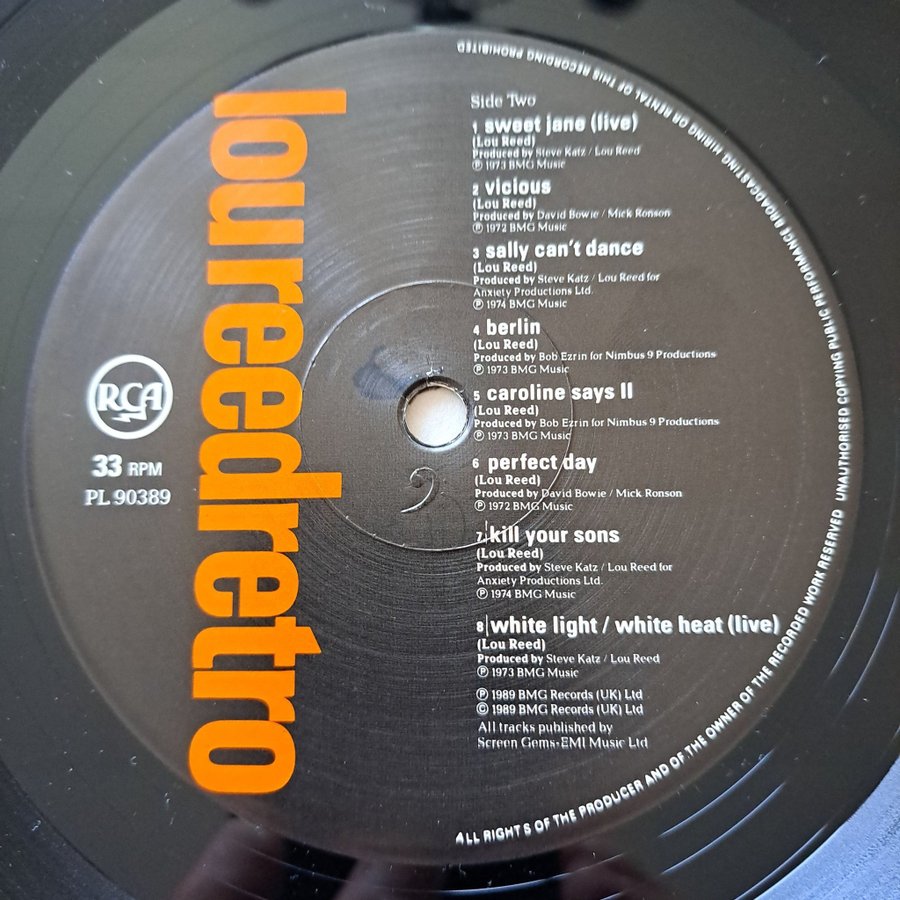 loureedretro
RCA
33 RPM
PL 90389
Side Two
1 sweet jane (live)
(Lou Reed)
Produced by Steve Katz / Lou Reed
℗ 1973 BMG Music
2 vicious
(Lou Reed)
Produced by David Bowie / Mick Ronson
℗ 1972 BMG Music
3 sally can't dance
(Lou Reed)
Produced by Steve Katz / Lou Reed for
Anxiety Productions Ltd.
℗ 1974 BMG Music
4 berlin
(Lou Reed)
Produced by Bob Ezrin for Nimbus 9 Productions
℗ 1973 BMG Music
5 caroline says II
(Lou Reed)
Produced by Bob Ezrin for Nimbus 9 Productions
℗ 1973 BMG Music
6 perfect day
(Lou Reed)
Produced by David Bowie / Mick Ronson
℗ 1972 BMG Music
7 kill your sons
(Lou Reed)
Produced by Steve Katz / Lou Reed for
Anxiety Productions Ltd.
℗ 1974 BMG Music
8 white light / white heat (live)
(Lou Reed)
Produced by Steve Katz / Lou Reed
℗ 1973 BMG Music
℗ 1989 BMG Records (UK) Ltd
© 1989 BMG Records (UK) Ltd
All tracks published by
Screen Gems-EMI Music Ltd
ALL RIGHTS OF THE PRODUCER AND OF THE OWNER OF THE RECORDED WORK RESERVED UNAUTHORISED COPYING PUBLIC PERFORMANCE BROADCASTING HIRING OR RENTAL OF THIS RECORDING PROHIBITED